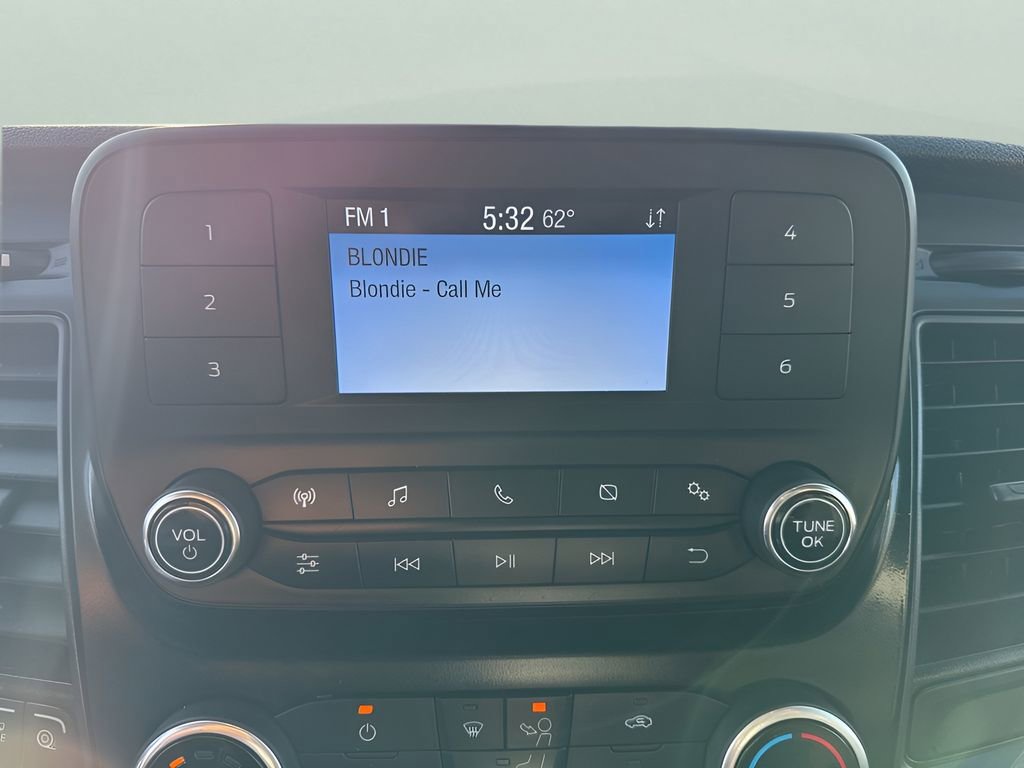 FM 1 5:32 62°
BLONDIE
Blondie - Call Me
1
2
3
4
5
6
VOL
TUNE
OK